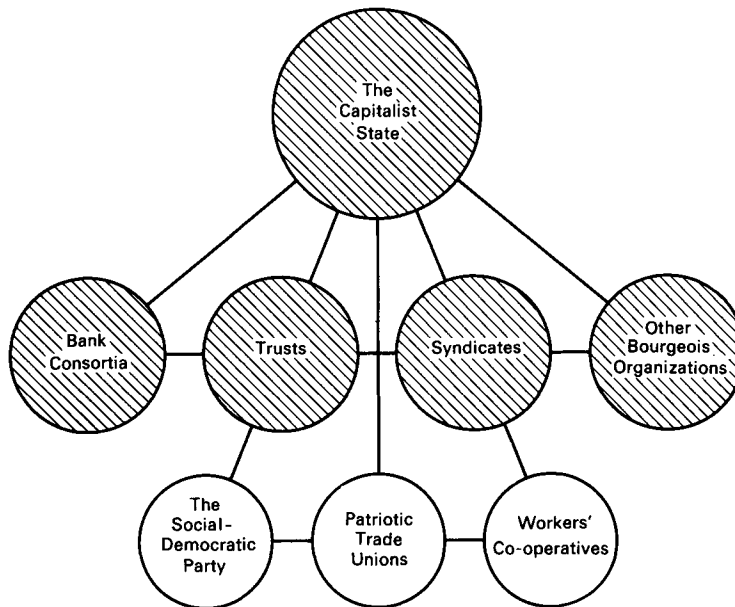 The
Capitalist
State
Bank
Consortia
Trusts
Syndicates
Other
Bourgeois
Organizations
The
Social-
Democratic
Party
Patriotic
Trade
Unions
Workers'
Co-operatives